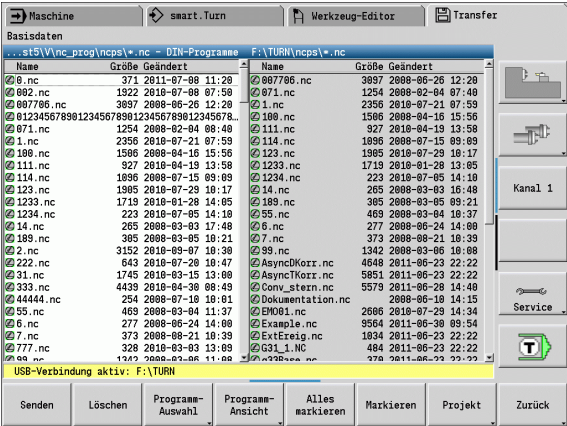 Maschine
smart.Turn
Werkzeug-Editor
Transfer
Basisdaten
...st5\V\nc_prog\ncps\*.nc - DIN-Programme
F:\TURN\ncps\*.nc
Name Größe Geändert
0.nc 371 2011-07-08 11:20
002.nc 1922 2010-07-08 07:50
007706.nc 3097 2008-06-26 12:20
0123456789012345678901234567890123456789012345678...
071.nc 1254 2008-02-04 08:40
1.nc 2356 2010-07-21 07:59
100.nc 1506 2008-04-16 15:56
111.nc 927 2010-04-19 13:58
114.nc 1096 2008-07-15 09:09
123.nc 1905 2010-07-29 10:17
1233.nc 1719 2010-01-28 14:05
1234.nc 223 2010-07-05 14:10
14.nc 265 2008-03-03 17:48
189.nc 305 2008-03-05 10:21
2.nc 3152 2010-09-07 10:30
222.nc 643 2010-07-20 10:47
31.nc 1745 2010-03-15 13:00
333.nc 4439 2010-04-30 08:49
44444.nc 254 2008-07-10 10:01
55.nc 469 2008-03-04 11:37
6.nc 277 2008-06-24 14:00
7.nc 373 2008-08-21 10:39
777.nc 328 2010-03-03 13:09
99.nc 1342 2008-03-06 11:08
Name Größe Geändert
007706.nc 3097 2008-06-26 12:20
071.nc 1254 2008-02-04 07:40
1.nc 2356 2010-07-21 07:59
100.nc 1506 2008-04-16 15:56
111.nc 927 2010-04-19 13:58
114.nc 1096 2008-07-15 09:09
123.nc 1905 2010-07-29 10:17
1233.nc 1719 2010-01-28 13:05
1234.nc 223 2010-07-05 14:10
14.nc 265 2008-03-03 16:48
189.nc 305 2008-03-05 09:21
55.nc 469 2008-03-04 10:37
6.nc 277 2008-06-24 14:00
7.nc 373 2008-08-21 10:39
99.nc 1342 2008-03-06 10:08
AsyncDKorr.nc 4648 2011-06-23 22:22
AsyncTKorr.nc 5851 2011-06-23 22:22
Conv_stern.nc 5579 2011-06-28 14:40
Dokumentation.nc 2008-06-10 14:15
EMO01.nc 2606 2010-07-29 14:34
Example.nc 9564 2011-06-30 09:54
ExtEreig.nc 1034 2011-06-23 22:22
G31_1.NC 484 2011-06-23 22:22
g33Base.nc 370 2011-06-23 22:22
Kanal 1
Service
T
USB-Verbindung aktiv: F:\TURN
Senden
Löschen
Programm-
Auswahl
Programm-
Ansicht
Alles
markieren
Markieren
Projekt
Zurück